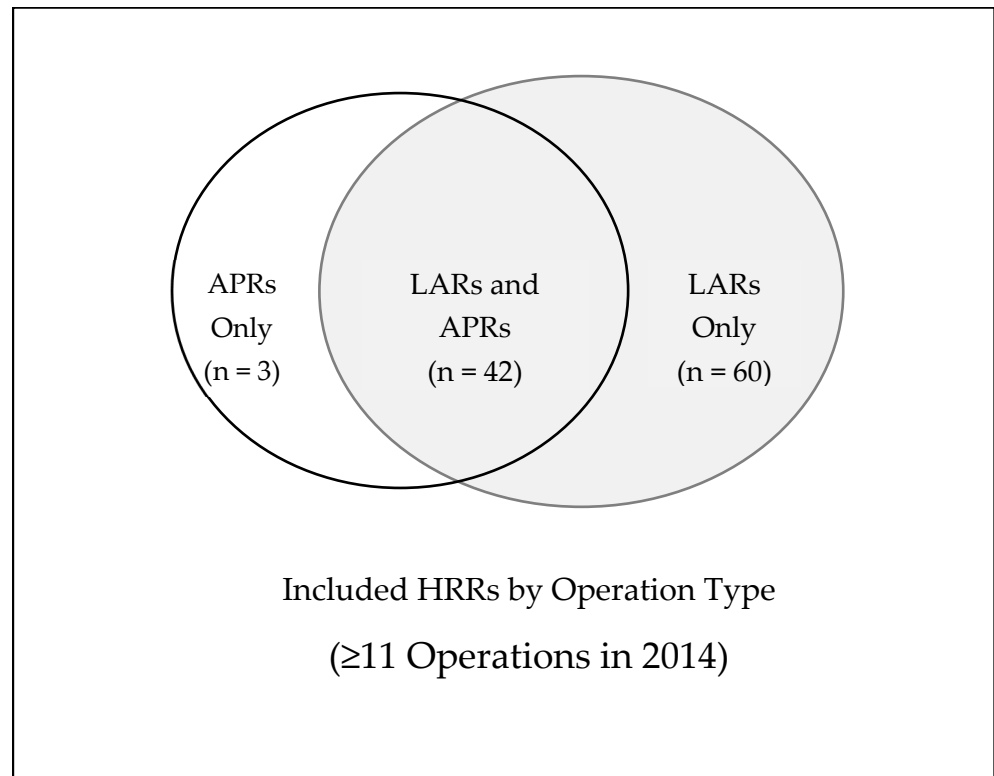 APRs
Only
(n = 3)
LARs and
APRs
(n = 42)
LARs
Only
(n = 60)
Included HRRs by Operation Type
(≥11 Operations in 2014)